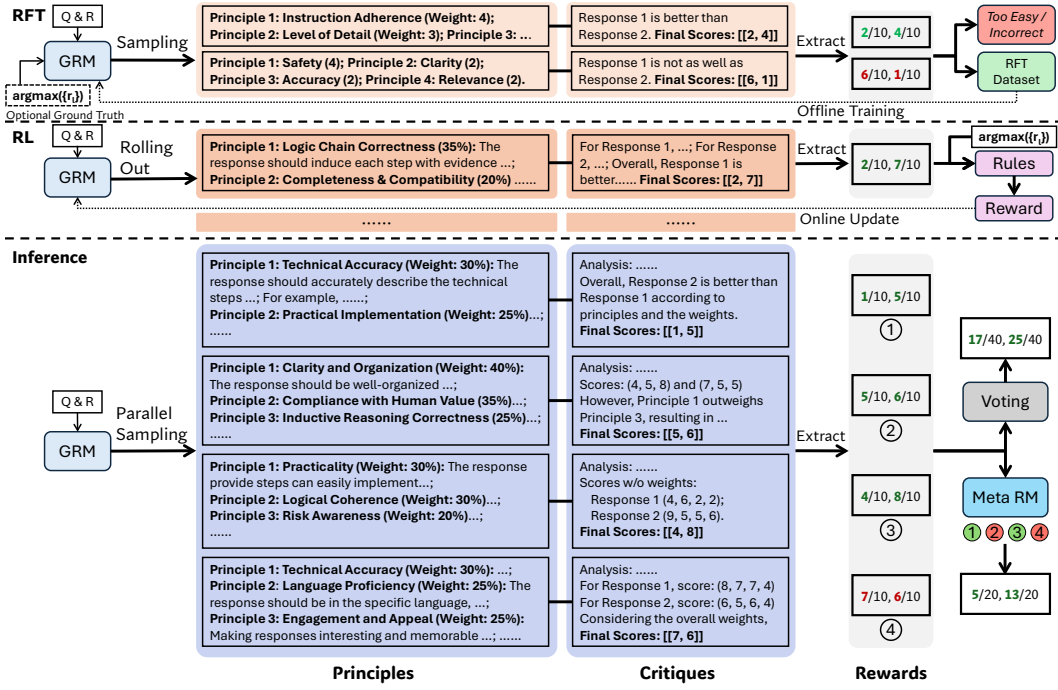 RFT
Q & R
Sampling
GRM
argmax({rᵢ})
Optional Ground Truth
Principle 1: Instruction Adherence (Weight: 4);
Principle 2: Level of Detail (Weight: 3); Principle 3: ...
Response 1 is better than
Response 2. Final Scores: [[2, 4]]
Principle 1: Safety (4); Principle 2: Clarity (2);
Principle 3: Accuracy (2); Principle 4: Relevance (2).
Response 1 is not as well as
Response 2. Final Scores: [[6, 1]]
Extract
2/10, 4/10
6/10, 1/10
Too Easy /
Incorrect
RFT
Dataset
Offline Training
RL
Q & R
Rolling
Out
GRM
Principle 1: Logic Chain Correctness (35%): The
response should induce each step with evidence ...;
Principle 2: Completeness & Compatibility (20%) ......
For Response 1, ...; For Response
2, ...; Overall, Response 1 is
better...... Final Scores: [[2, 7]]
Extract
2/10, 7/10
argmax({rᵢ})
Rules
Reward
......
......
Online Update
Inference
Q & R
Parallel
Sampling
GRM
Principle 1: Technical Accuracy (Weight: 30%): The
response should accurately describe the technical
steps ...; For example, ......;
Principle 2: Practical Implementation (Weight: 25%)...;
......
Analysis: ......
Overall, Response 2 is better than
Response 1 according to
principles and the weights.
Final Scores: [[1, 5]]
Principle 1: Clarity and Organization (Weight: 40%):
The response should be well-organized ...;
Principle 2: Compliance with Human Value (35%)...;
Principle 3: Inductive Reasoning Correctness (25%)...;
......
Analysis: ......
Scores: (4, 5, 8) and (7, 5, 5)
However, Principle 1 outweighs
Principle 3, resulting in ...
Final Scores: [[5, 6]]
Principle 1: Practicality (Weight: 30%): The response
provide steps can easily implement...;
Principle 2: Logical Coherence (Weight: 30%)...;
Principle 3: Risk Awareness (Weight: 20%)...;
......
Analysis: ......
Scores w/o weights:
Response 1 (4, 6, 2, 2);
Response 2 (9, 5, 5, 6).
Final Scores: [[4, 8]]
Principle 1: Technical Accuracy (Weight: 30%): ...;
Principle 2: Language Proficiency (Weight: 25%): The
response should be in the specific language, ...;
Principle 3: Engagement and Appeal (Weight: 25%):
Making responses interesting and memorable ...; ......
Analysis: ......
For Response 1, score: (8, 7, 7, 4)
For Response 2, score: (6, 5, 6, 4)
Considering the overall weights,
Final Scores: [[7, 6]]
Extract
1/10, 5/10
①
5/10, 6/10
②
4/10, 8/10
③
7/10, 6/10
④
17/40, 25/40
Voting
Meta RM
1 2 3 4
5/20, 13/20
Principles
Critiques
Rewards